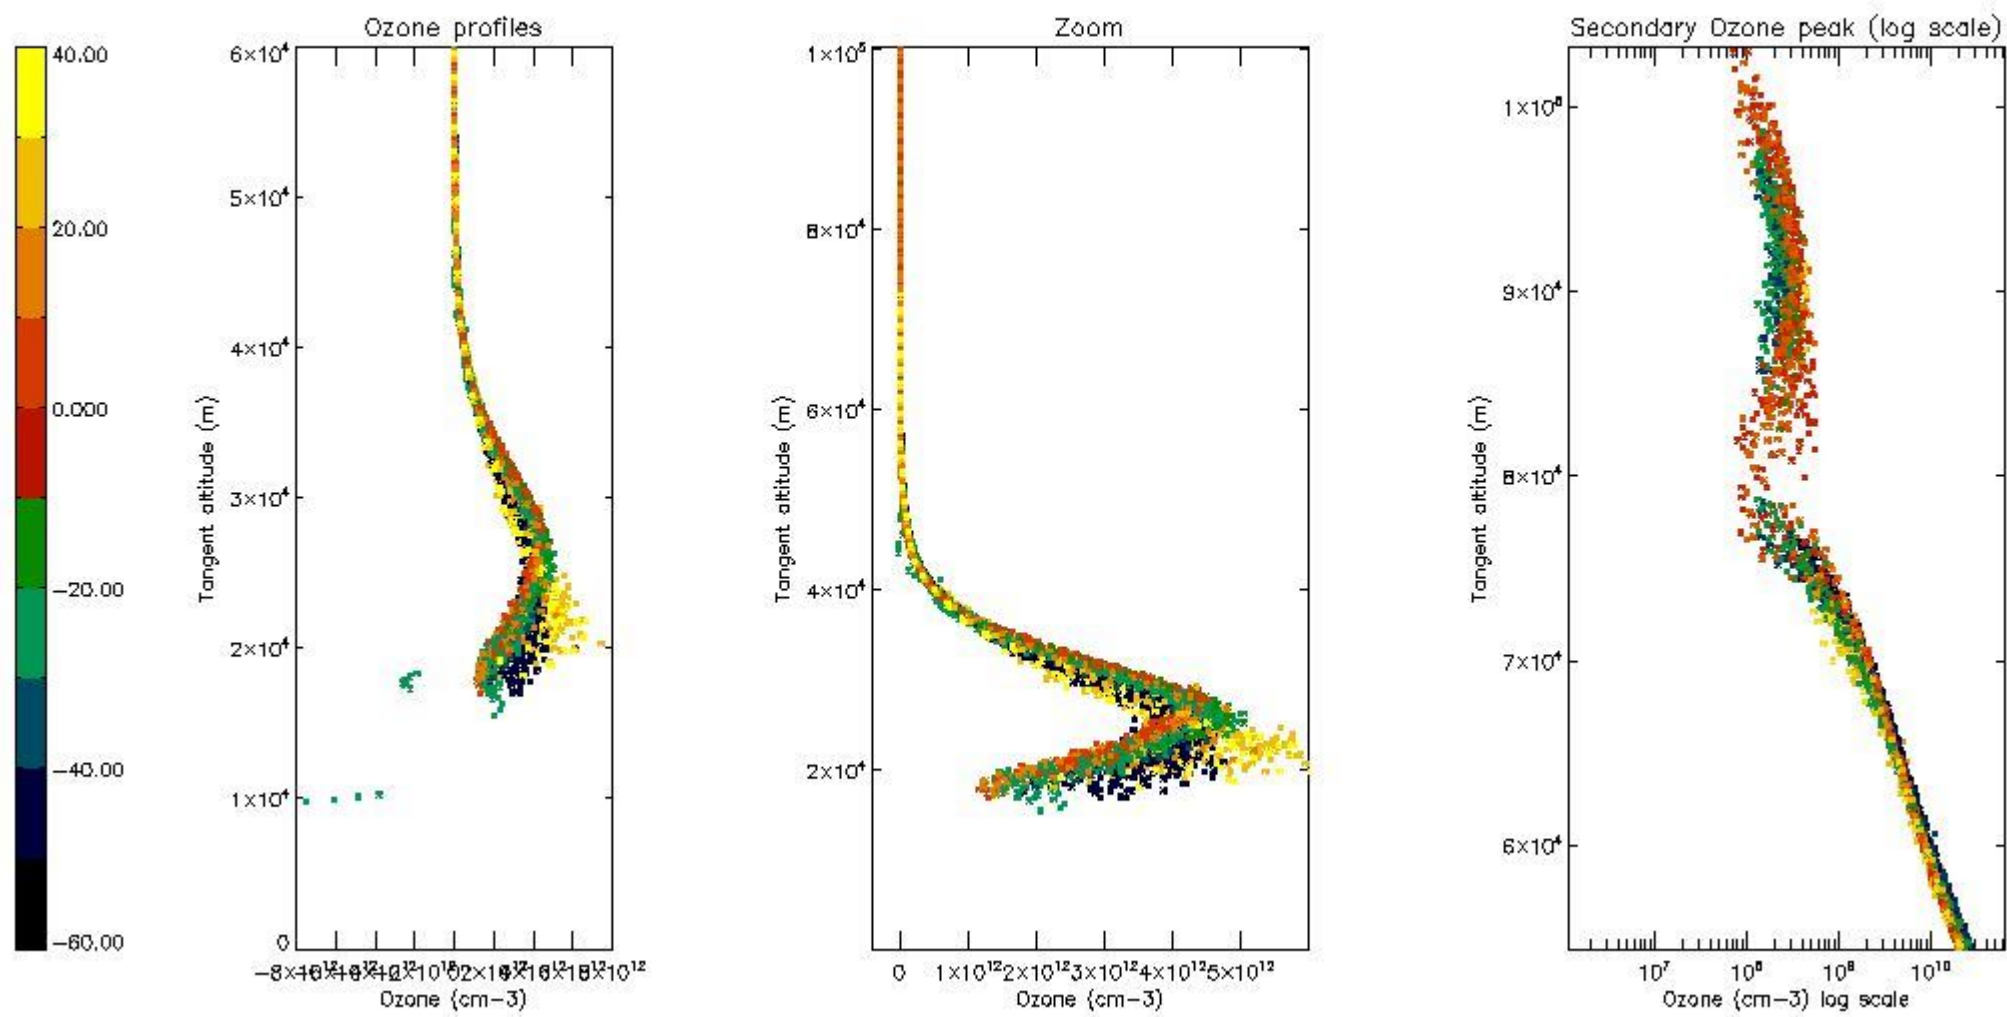 Ozone profiles
Zoom
Secondary Ozone peak (log scale)
40.00
20.00
0.000
−20.00
−40.00
−60.00
6×10⁴
5×10⁴
4×10⁴
3×10⁴
2×10⁴
1×10⁴
0
Tangent altitude (m)
Ozone (cm−3)
1×10⁵
8×10⁴
6×10⁴
4×10⁴
2×10⁴
Tangent altitude (m)
0 1×10¹² 2×10¹² 3×10¹² 4×10¹² 5×10¹²
Ozone (cm−3)
1×10⁵
9×10⁴
8×10⁴
7×10⁴
6×10⁴
Tangent altitude (m)
10⁷ 10⁸ 10⁹ 10¹⁰
Ozone (cm−3) log scale